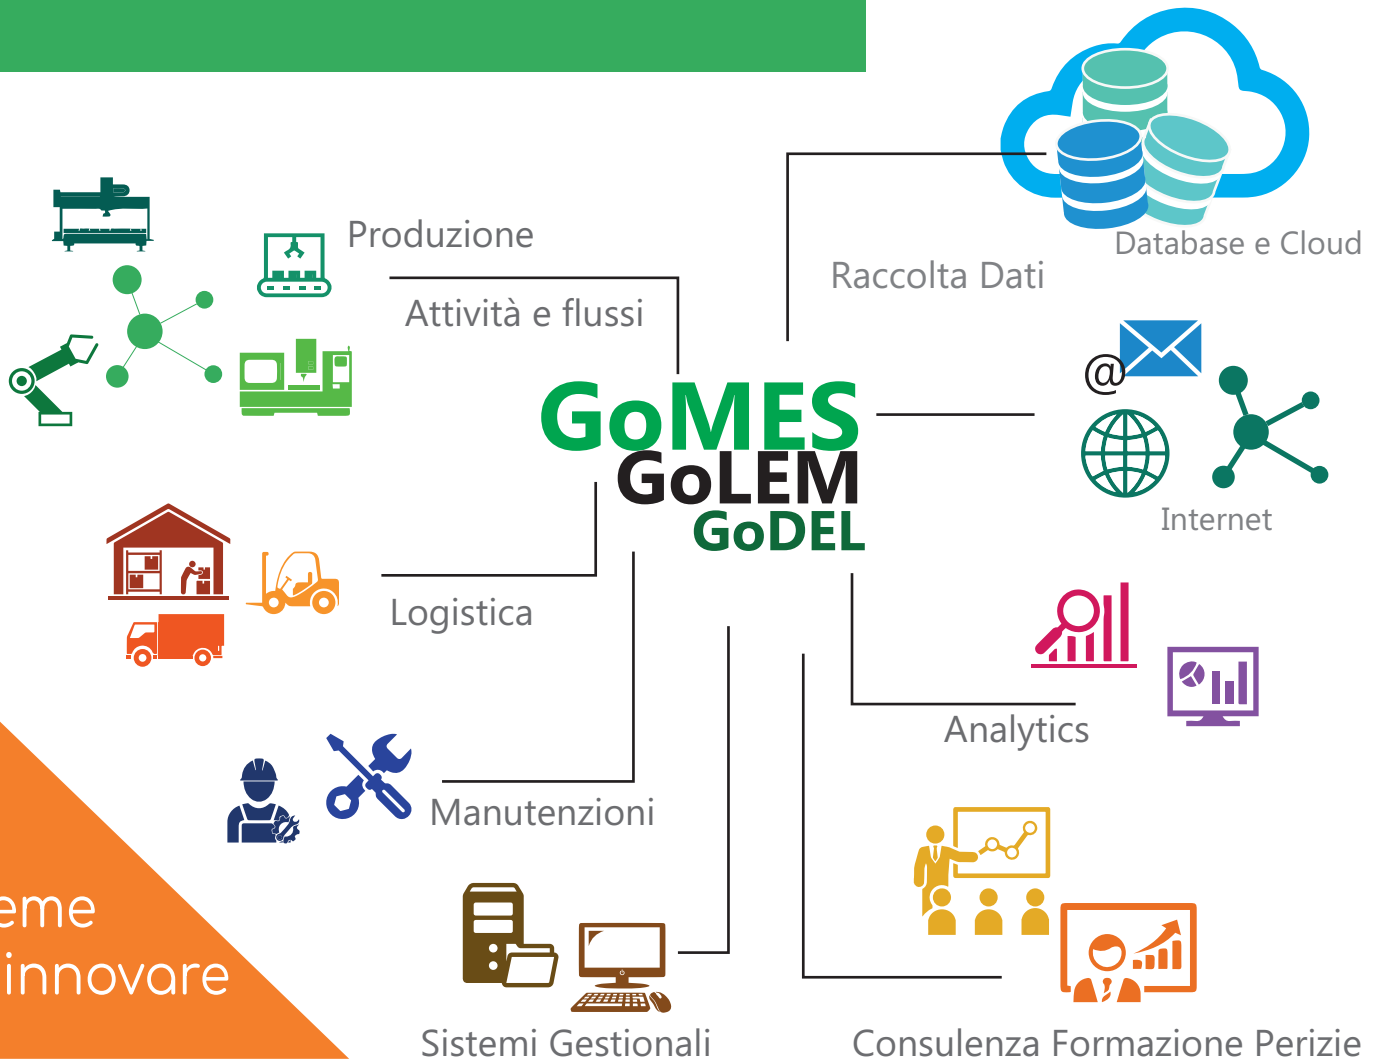 Database e Cloud
Produzione
Raccolta Dati
Attività e flussi
@
GoMES
GoLEM
GoDEL
Internet
Logistica
Analytics
Manutenzioni
eme
innovare
Sistemi Gestionali
Consulenza Formazione Perizie